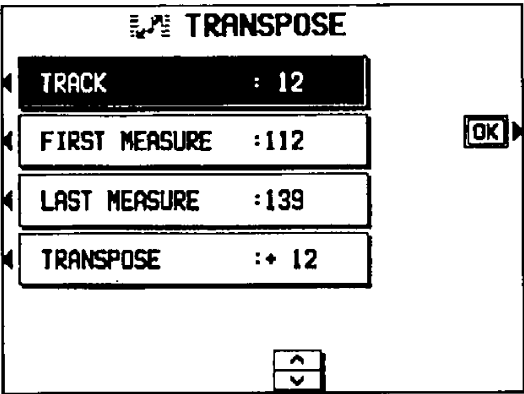 TRANSPOSE
TRACK : 12
FIRST MEASURE :112
OK
LAST MEASURE :139
TRANSPOSE :+ 12